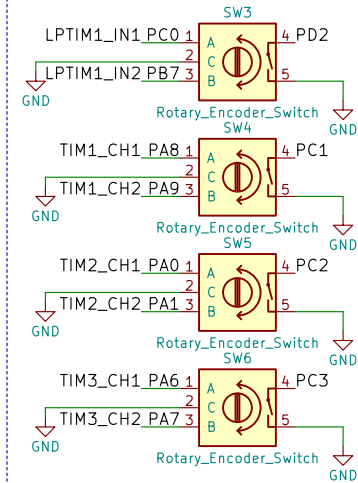 SW3
LPTIM1_IN1 PC0 1 A 4 PD2
2 C
LPTIM1_IN2 PB7 3 B 5
GND
Rotary_Encoder_Switch
GND
SW4
TIM1_CH1 PA8 1 A 4 PC1
2 C
TIM1_CH2 PA9 3 B 5
GND
Rotary_Encoder_Switch
GND
SW5
TIM2_CH1 PA0 1 A 4 PC2
2 C
TIM2_CH2 PA1 3 B 5
GND
Rotary_Encoder_Switch
GND
SW6
TIM3_CH1 PA6 1 A 4 PC3
2 C
TIM3_CH2 PA7 3 B 5
GND
Rotary_Encoder_Switch
GND